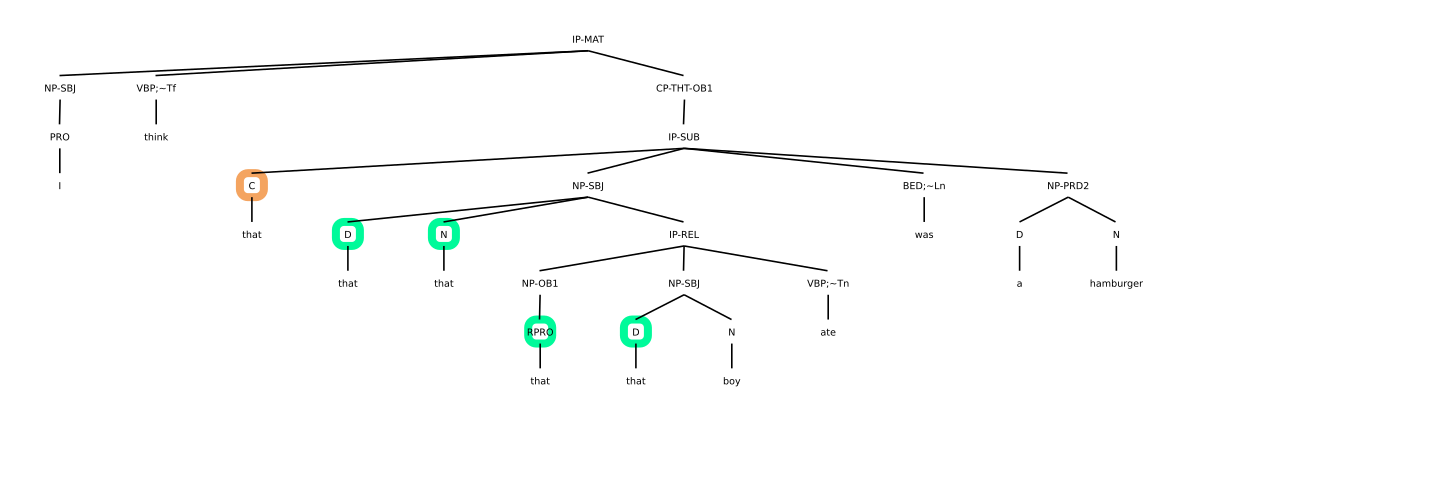 IP-MAT
NP-SBJ VBP;~Tf CP-THT-OB1
PRO think IP-SUB
I C NP-SBJ BED;~Ln NP-PRD2
that D N IP-REL was D N
that that NP-OB1 NP-SBJ VBP;~Tn a hamburger
RPRO D N ate
that that boy